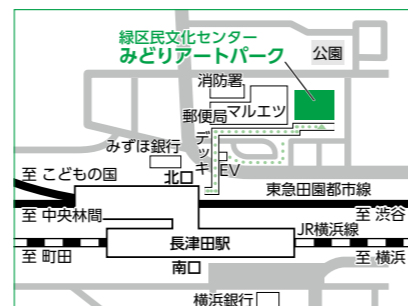 緑区民文化センター
みどりアートパーク
公園
消防署
郵便局
マルエツ
デッキ
みずほ銀行
EV
北口
至 こどもの国
東急田園都市線
至 中央林間
至 渋谷
JR横浜線
長津田駅
至 町田
至 横浜
南口
横浜銀行